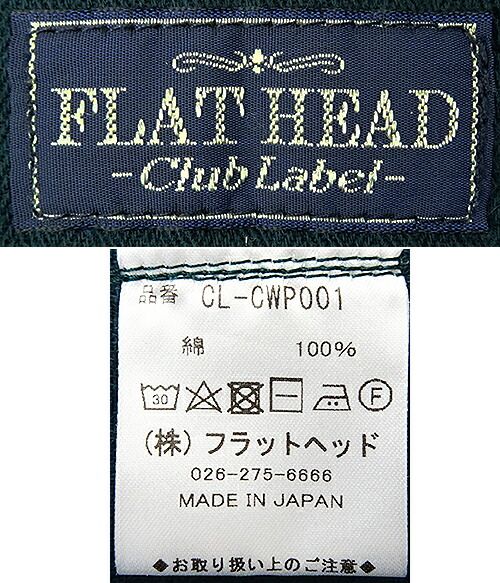 FLAT HEAD
-Club Label-
品番 CL-CWP001
綿 100%
30 F
(株)フラットヘッド
026-275-6666
MADE IN JAPAN
◆お取り扱い上のご注意◆